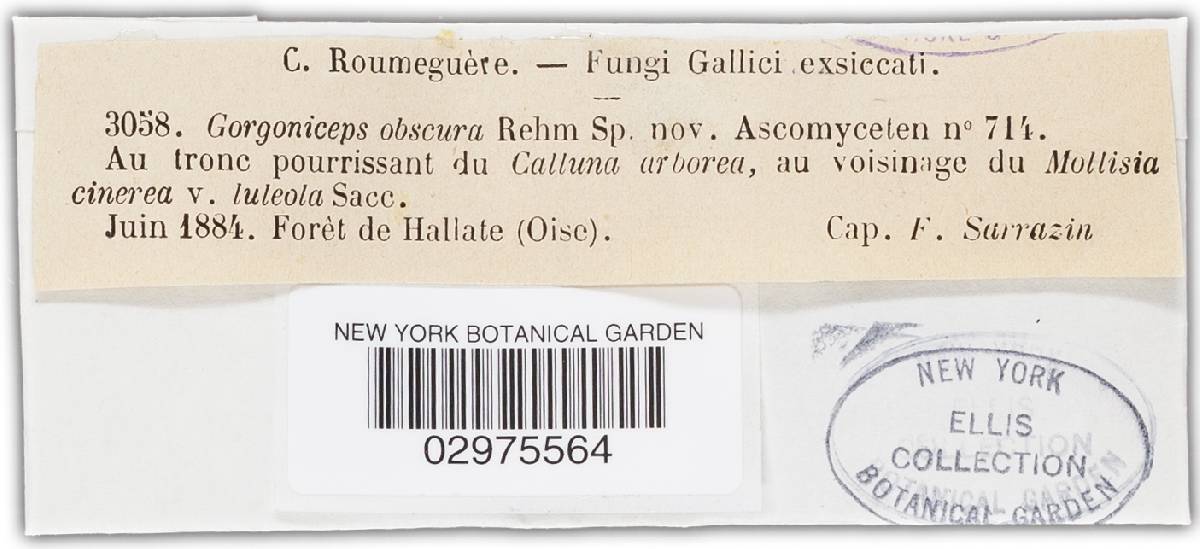 C. Roumeguère. — Fungi Gallici exsiccati.
3058. Gorgoniceps obscura Rehm Sp. nov. Ascomyceten nº 714.
Au tronc pourrissant du Calluna arborea, au voisinage du Mollisia
cinerea v. luteola Sacc.
Juin 1884. Forèt de Hallate (Oise). Cap. F. Sarrazin
NEW YORK BOTANICAL GARDEN
02975564
NEW YORK
ELLIS
COLLECTION
BOTANICAL GARDEN